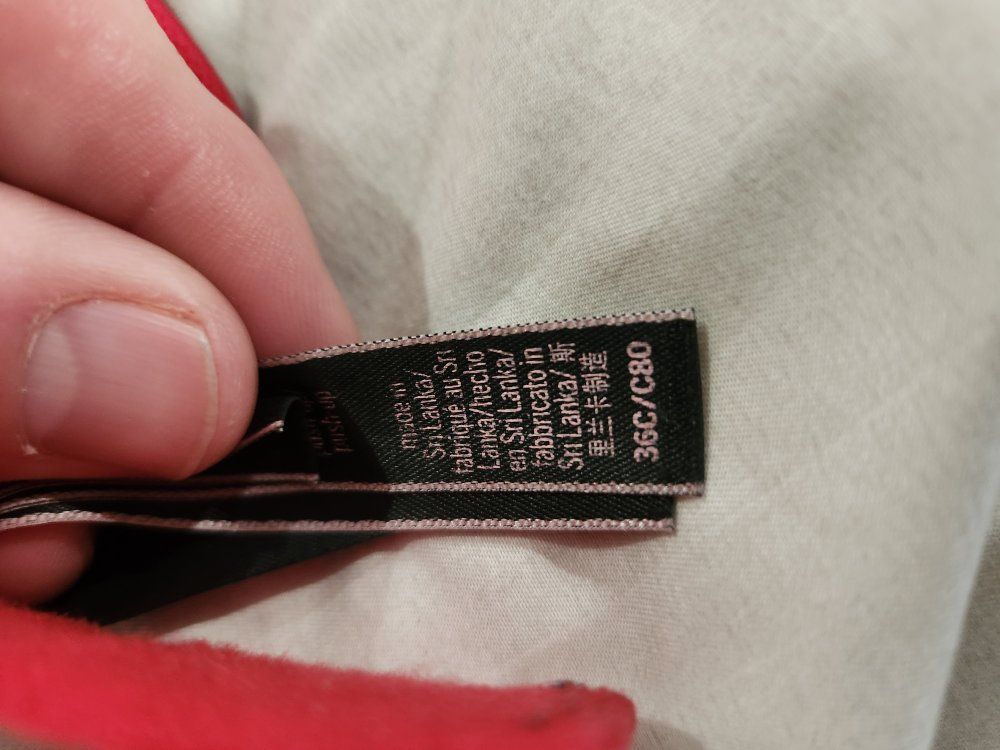 push up
made in
Sri Lanka/
fabriqué au Sri
Lanka/hecho
en Sri Lanka/
fabbricato in
Sri Lanka/ 斯
里兰卡制造
36C/C80